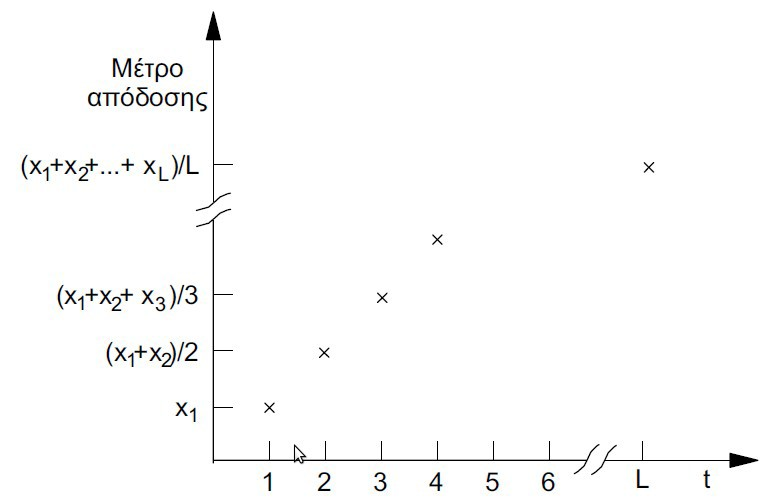 Μέτρο
απόδοσης
(x1+x2+...+ xL)/L
(x1+x2+ x3)/3
(x1+x2)/2
x1
1 2 3 4 5 6 L t